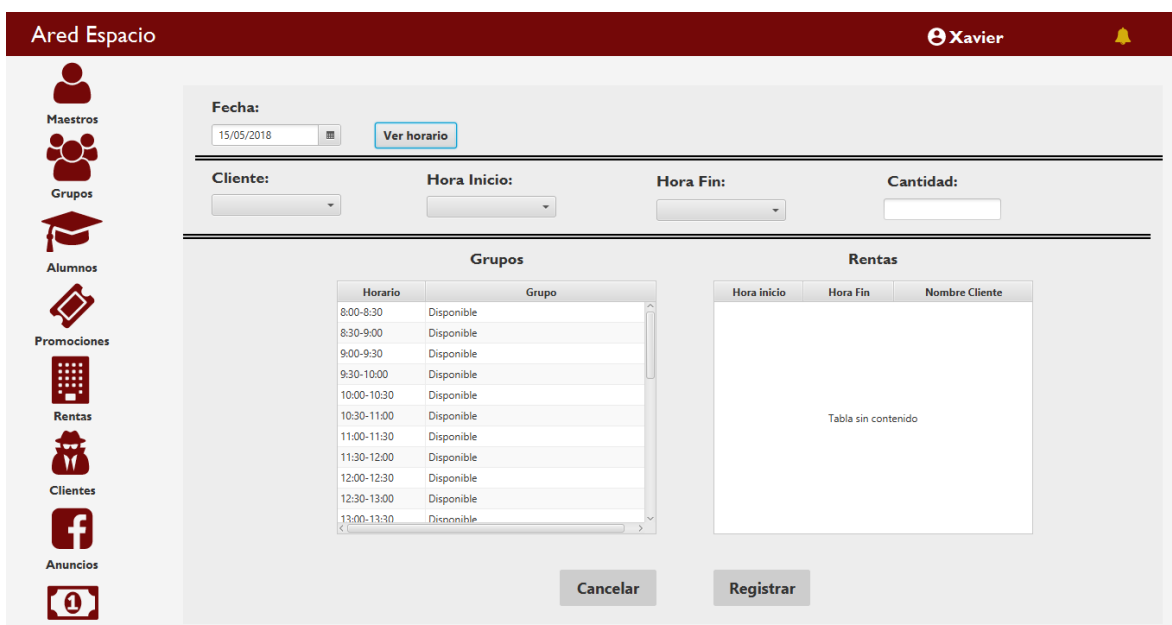 Ared Espacio
Xavier
Maestros
Grupos
Alumnos
Promociones
Rentas
Clientes
Anuncios
1
Fecha:
15/05/2018
Ver horario
Cliente: Hora Inicio: Hora Fin: Cantidad:
Grupos
Horario Grupo
8:00-8:30 Disponible
8:30-9:00 Disponible
9:00-9:30 Disponible
9:30-10:00 Disponible
10:00-10:30 Disponible
10:30-11:00 Disponible
11:00-11:30 Disponible
11:30-12:00 Disponible
12:00-12:30 Disponible
12:30-13:00 Disponible
13:00-13:30 Disponible
Rentas
Hora inicio Hora Fin Nombre Cliente
Tabla sin contenido
Cancelar
Registrar